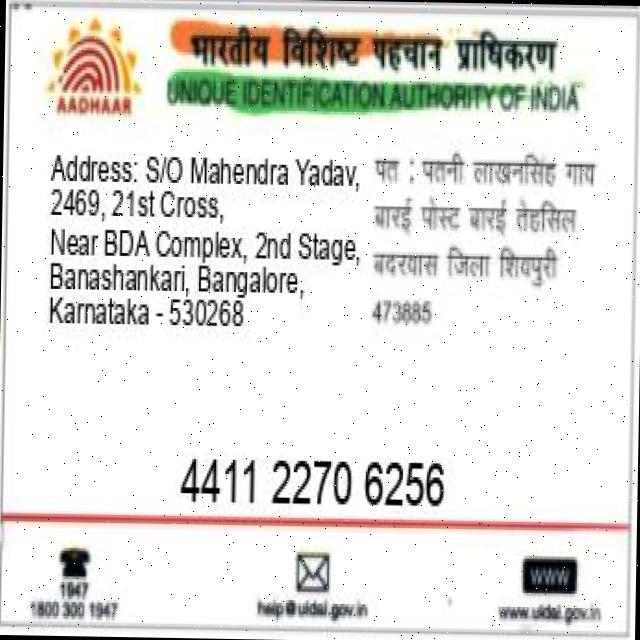 भारतीय विशिष्ट पहचान प्राधिकरण
AADHAAR
UNIQUE IDENTIFICATION AUTHORITY OF INDIA
Address: S/O Mahendra Yadav,
2469, 21st Cross,
Near BDA Complex, 2nd Stage,
Banashankari, Bangalore,
Karnataka - 530268
पत : पतनी लाखनसिंह गाव
बारई पोस्ट बारई तेहसिल
बदरवास जिला शिवपुरी
473885
4411 2270 6256
1947
1800 300 1947
help@uidai.gov.in
www
www.uidai.gov.in